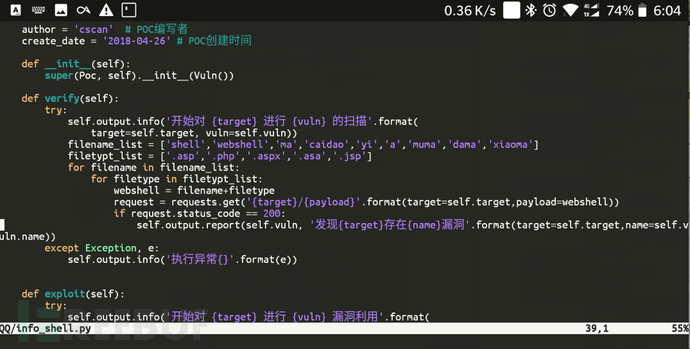 0.36 K/s 74% 6:04
author = 'cscan'  # POC编写者
create_date = '2018-04-26' # POC创建时间
def __init__(self):
super(Poc, self).__init__(Vuln())
def verify(self):
try:
self.output.info('开始对 {target} 进行 {vuln} 的扫描'.format(
target=self.target, vuln=self.vuln))
filename_list = ['shell','webshell','ma','caidao','yi','a','muma','dama','xiaoma']
filetypt_list = ['.asp','.php','.aspx','.asa','.jsp']
for filename in filename_list:
for filetype in filetypt_list:
webshell = filename+filetype
request = requests.get('{target}/{payload}'.format(target=self.target,payload=webshell))
if request.status_code == 200:
self.output.report(self.vuln, '发现{target}存在{name}漏洞'.format(target=self.target,name=self.v
uln.name))
except Exception, e:
self.output.info('执行异常{}'.format(e))
def exploit(self):
try:
self.output.info('开始对 {target} 进行 {vuln} 漏洞利用'.format(
QQ/info_shell.py 39,1 55%
REEBUF